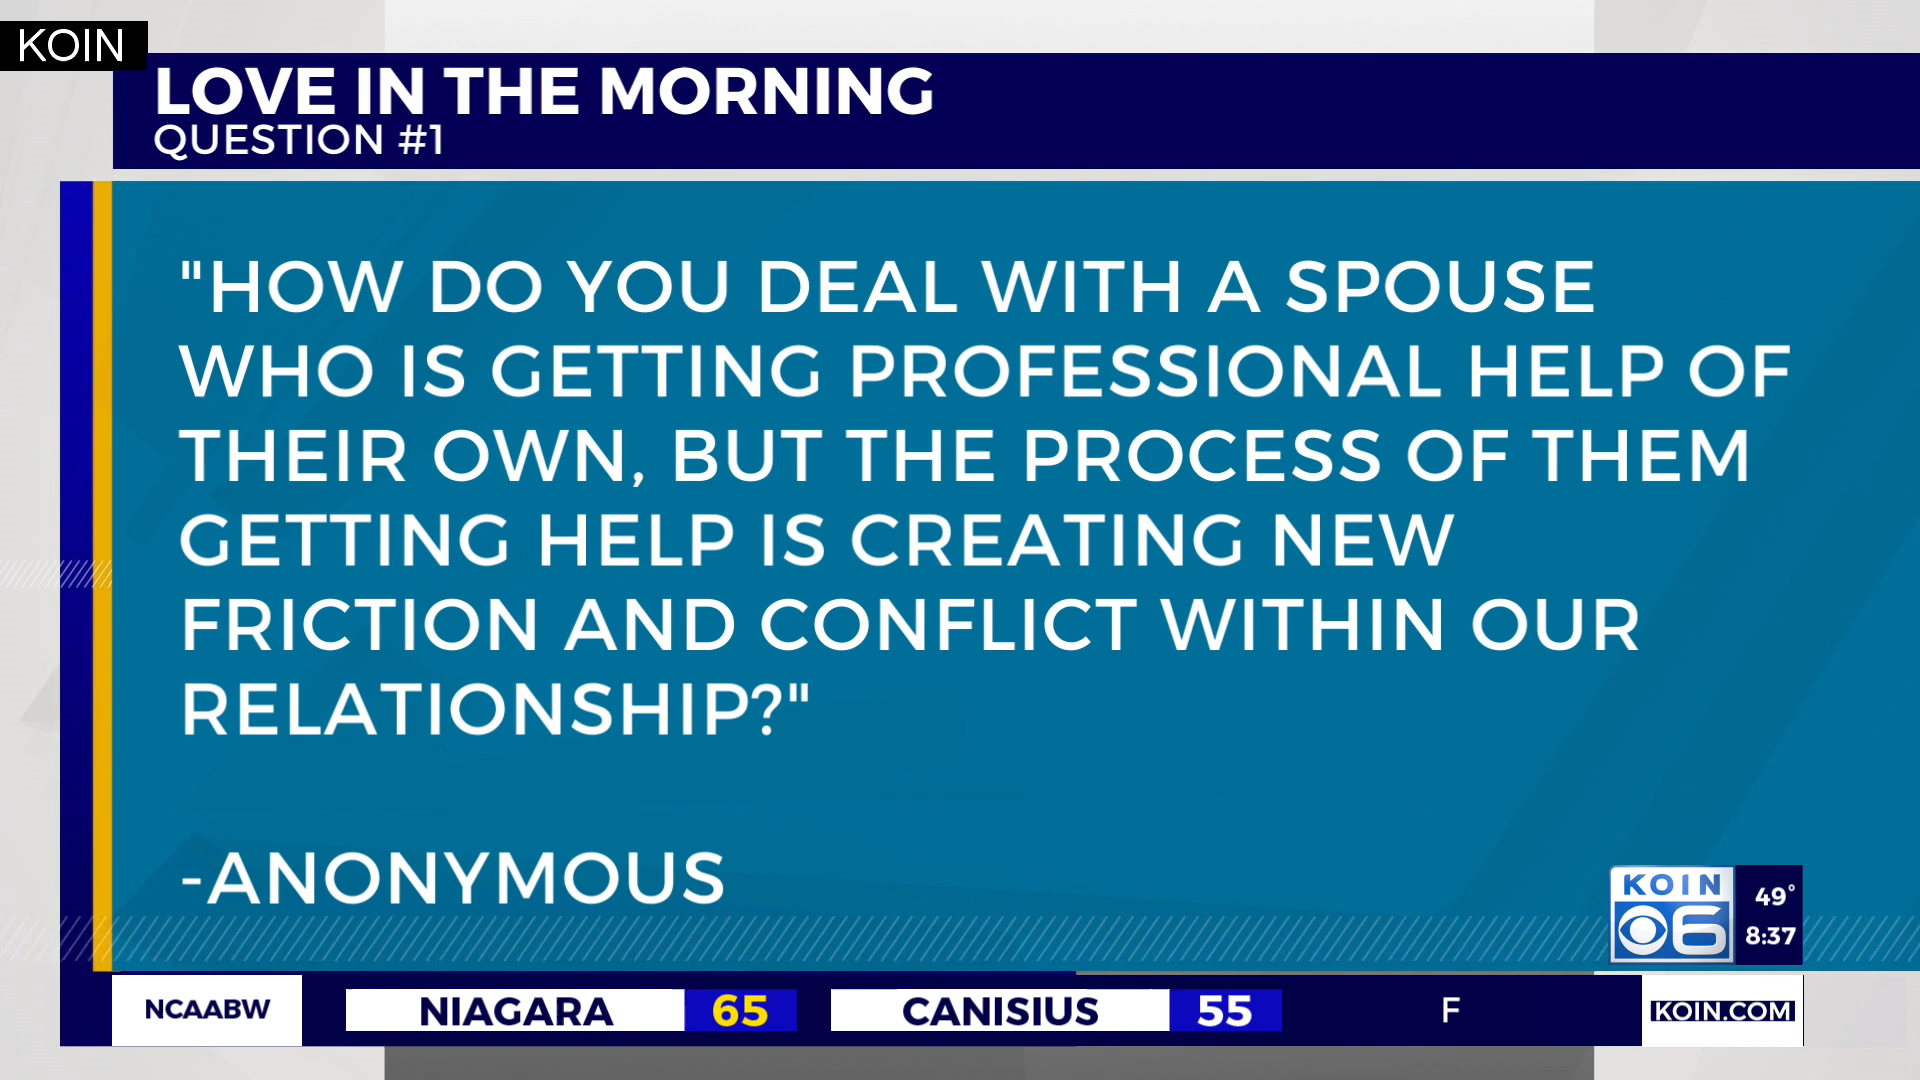 KOIN
LOVE IN THE MORNING
QUESTION #1
"HOW DO YOU DEAL WITH A SPOUSE
WHO IS GETTING PROFESSIONAL HELP OF
THEIR OWN, BUT THE PROCESS OF THEM
GETTING HELP IS CREATING NEW
FRICTION AND CONFLICT WITHIN OUR
RELATIONSHIP?"
-ANONYMOUS
KOIN
6
49°
8:37
NCAABW NIAGARA 65 CANISIUS 55 F KOIN.COM